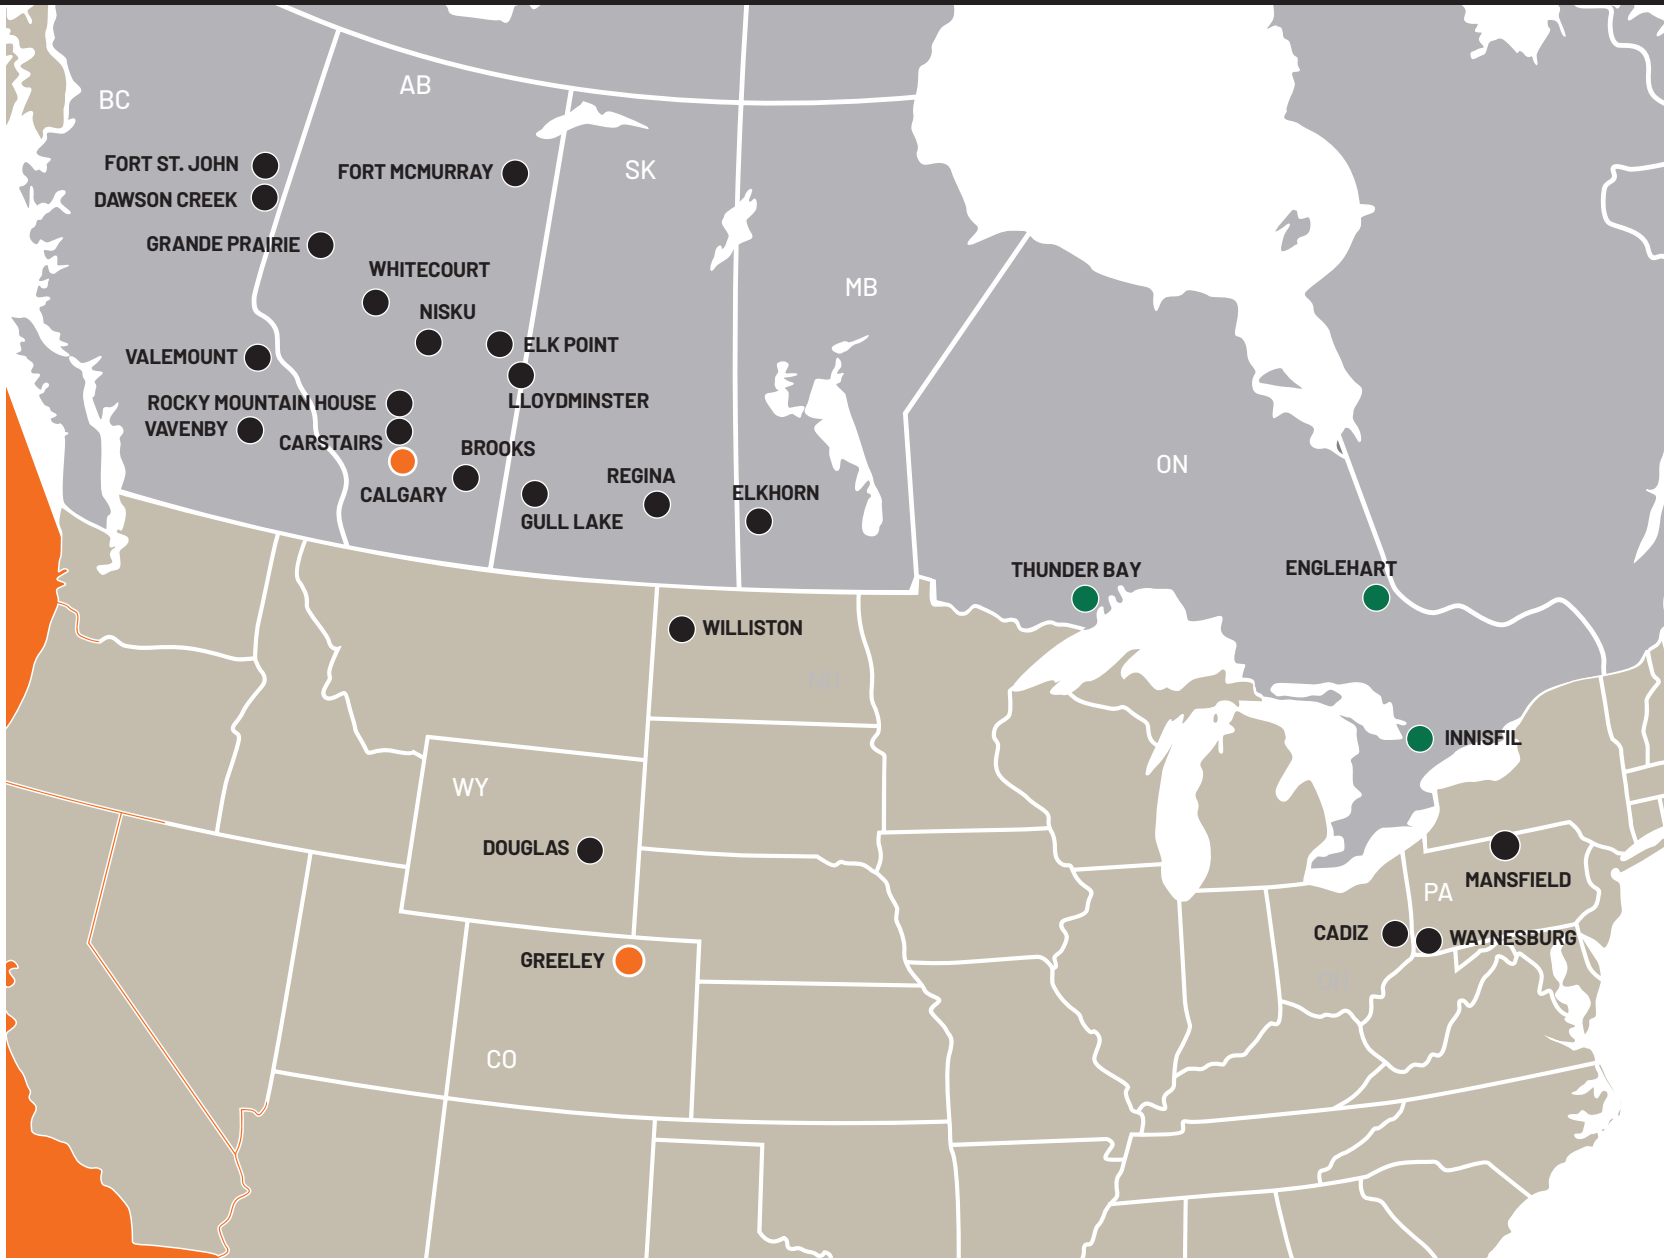 AB
BC
FORT ST. JOHN
FORT MCMURRAY
SK
DAWSON CREEK
GRANDE PRAIRIE
WHITECOURT
MB
NISKU
ELK POINT
VALEMOUNT
LLOYDMINSTER
ROCKY MOUNTAIN HOUSE
VAVENBY
CARSTAIRS
BROOKS
ON
REGINA
CALGARY
ELKHORN
GULL LAKE
THUNDER BAY
ENGLEHART
WILLISTON
ND
INNISFIL
WY
DOUGLAS
MANSFIELD
PA
CADIZ
WAYNESBURG
GREELEY
OH
CO